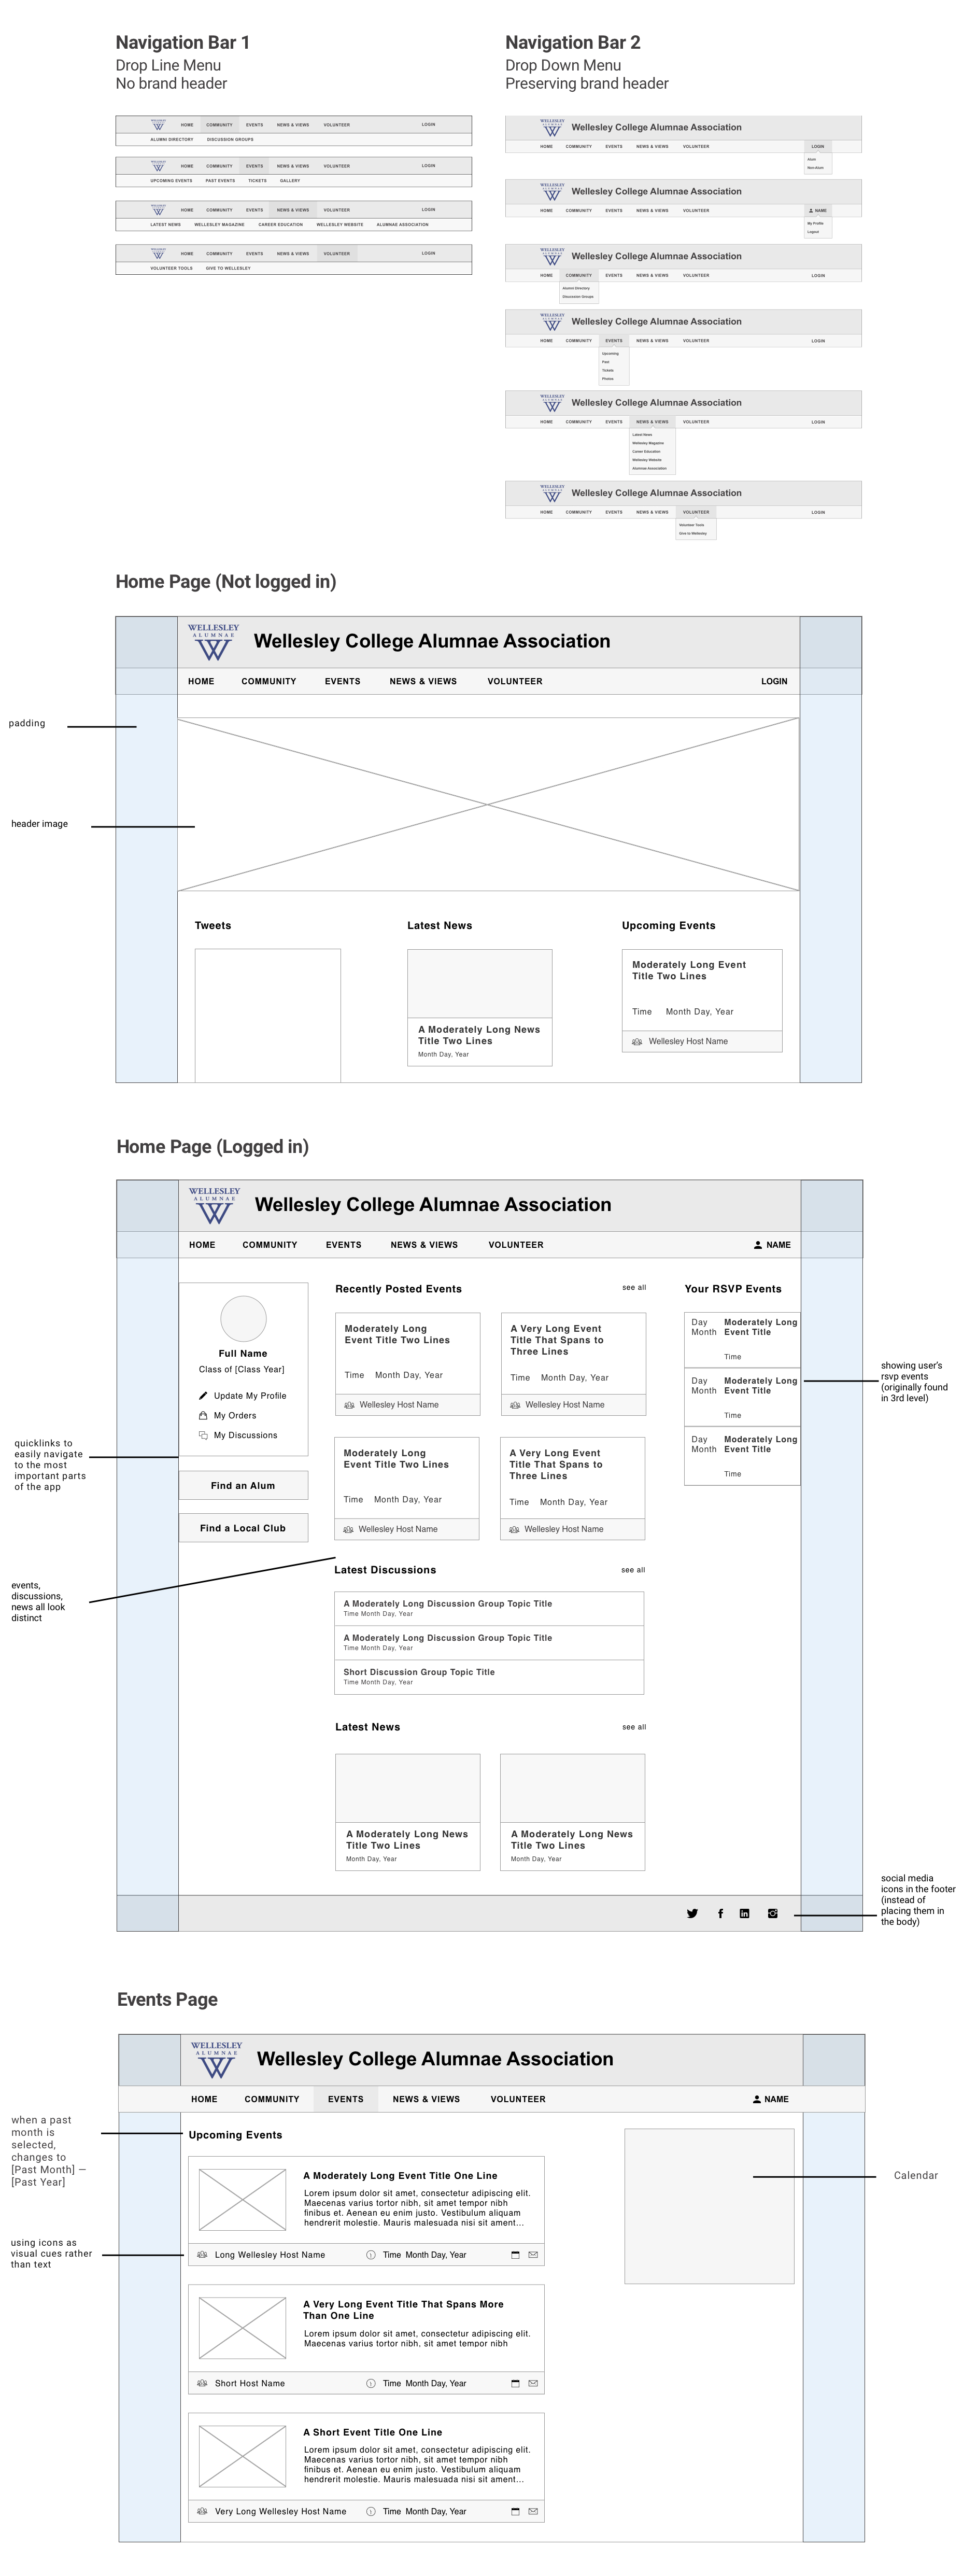 Navigation Bar 1
Drop Line Menu
No brand header
WELLESLEY
ALUMNAE
HOME COMMUNITY EVENTS NEWS & VIEWS VOLUNTEER LOGIN
ALUMNI DIRECTORY DISCUSSION GROUPS
WELLESLEY
ALUMNAE
HOME COMMUNITY EVENTS NEWS & VIEWS VOLUNTEER LOGIN
UPCOMING EVENTS PAST EVENTS TICKETS GALLERY
WELLESLEY
ALUMNAE
HOME COMMUNITY EVENTS NEWS & VIEWS VOLUNTEER LOGIN
LATEST NEWS WELLESLEY MAGAZINE CAREER EDUCATION WELLESLEY WEBSITE ALUMNAE ASSOCIATION
WELLESLEY
ALUMNAE
HOME COMMUNITY EVENTS NEWS & VIEWS VOLUNTEER LOGIN
VOLUNTEER TOOLS GIVE TO WELLESLEY
Navigation Bar 2
Drop Down Menu
Preserving brand header
WELLESLEY
ALUMNAE
Wellesley College Alumnae Association
HOME COMMUNITY EVENTS NEWS & VIEWS VOLUNTEER LOGIN
Alum
Non-Alum
WELLESLEY
ALUMNAE
Wellesley College Alumnae Association
HOME COMMUNITY EVENTS NEWS & VIEWS VOLUNTEER NAME
My Profile
Logout
WELLESLEY
ALUMNAE
Wellesley College Alumnae Association
HOME COMMUNITY EVENTS NEWS & VIEWS VOLUNTEER LOGIN
Alumni Directory
Discussion Groups
WELLESLEY
ALUMNAE
Wellesley College Alumnae Association
HOME COMMUNITY EVENTS NEWS & VIEWS VOLUNTEER LOGIN
Upcoming
Past
Tickets
Photos
WELLESLEY
ALUMNAE
Wellesley College Alumnae Association
HOME COMMUNITY EVENTS NEWS & VIEWS VOLUNTEER LOGIN
Latest News
Wellesley Magazine
Career Education
Wellesley Website
Alumnae Association
WELLESLEY
ALUMNAE
Wellesley College Alumnae Association
HOME COMMUNITY EVENTS NEWS & VIEWS VOLUNTEER LOGIN
Volunteer Tools
Give to Wellesley
Home Page (Not logged in)
WELLESLEY
ALUMNAE
Wellesley College Alumnae Association
HOME COMMUNITY EVENTS NEWS & VIEWS VOLUNTEER LOGIN
padding
header image
Tweets
Latest News
A Moderately Long News
Title Two Lines
Month Day, Year
Upcoming Events
Moderately Long Event
Title Two Lines
Time Month Day, Year
Wellesley Host Name
Home Page (Logged in)
WELLESLEY
ALUMNAE
Wellesley College Alumnae Association
HOME COMMUNITY EVENTS NEWS & VIEWS VOLUNTEER NAME
Full Name
Class of [Class Year]
Update My Profile
My Orders
My Discussions
Find an Alum
Find a Local Club
quicklinks to
easily navigate
to the most
important parts
of the app
events,
discussions,
news all look
distinct
Recently Posted Events see all
Moderately Long
Event Title Two Lines
Time Month Day, Year
Wellesley Host Name
A Very Long Event
Title That Spans to
Three Lines
Time Month Day, Year
Wellesley Host Name
Moderately Long
Event Title Two Lines
Time Month Day, Year
Wellesley Host Name
A Very Long Event
Title That Spans to
Three Lines
Time Month Day, Year
Wellesley Host Name
Latest Discussions see all
A Moderately Long Discussion Group Topic Title
Time Month Day, Year
A Moderately Long Discussion Group Topic Title
Time Month Day, Year
Short Discussion Group Topic Title
Time Month Day, Year
Latest News see all
A Moderately Long News
Title Two Lines
Month Day, Year
A Moderately Long News
Title Two Lines
Month Day, Year
Your RSVP Events
Day Moderately Long
Month Event Title
Time
Day Moderately Long
Month Event Title
Time
Day Moderately Long
Month Event Title
Time
showing user's
rsvp events
(originally found
in 3rd level)
social media
icons in the footer
(instead of
placing them in
the body)
Events Page
WELLESLEY
ALUMNAE
Wellesley College Alumnae Association
HOME COMMUNITY EVENTS NEWS & VIEWS VOLUNTEER NAME
when a past
month is
selected,
changes to
[Past Month] —
[Past Year]
using icons as
visual cues rather
than text
Upcoming Events
A Moderately Long Event Title One Line
Lorem ipsum dolor sit amet, consectetur adipiscing elit.
Maecenas varius tortor nibh, sit amet tempor nibh
finibus et. Aenean eu enim justo. Vestibulum aliquam
hendrerit molestie. Mauris malesuada nisi sit ament...
Long Wellesley Host Name Time Month Day, Year
A Very Long Event Title That Spans More
Than One Line
Lorem ipsum dolor sit amet, consectetur adipiscing elit.
Maecenas varius tortor nibh, sit amet tempor nibh
Short Host Name Time Month Day, Year
A Short Event Title One Line
Lorem ipsum dolor sit amet, consectetur adipiscing elit.
Maecenas varius tortor nibh, sit amet tempor nibh
finibus et. Aenean eu enim justo. Vestibulum aliquam
hendrerit molestie. Mauris malesuada nisi sit ament...
Very Long Wellesley Host Name Time Month Day, Year
Calendar